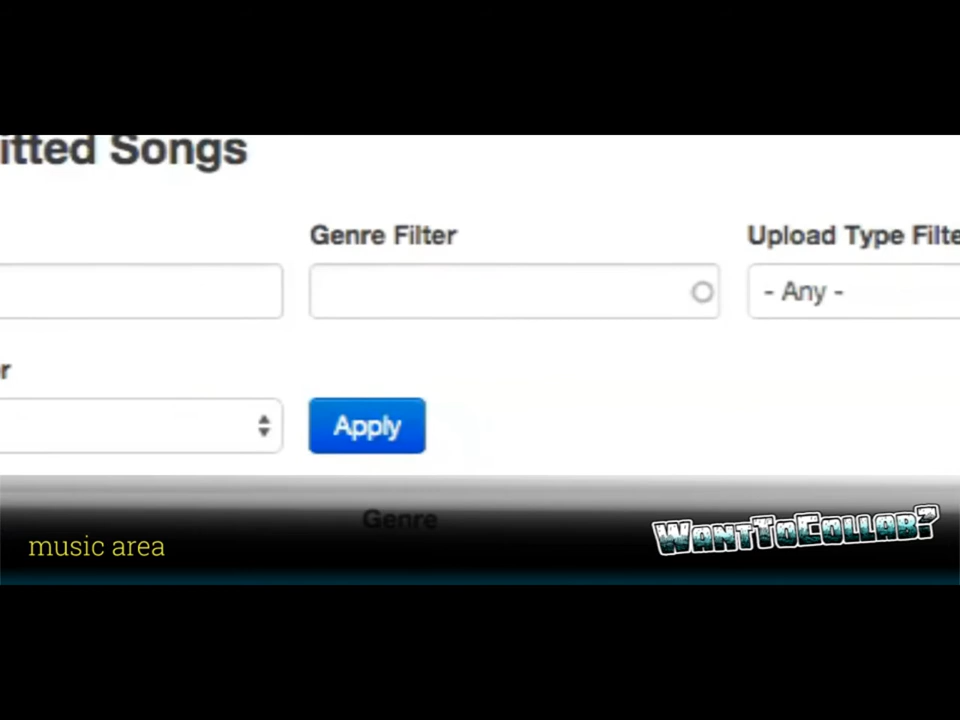 itted Songs
Genre Filter
Upload Type Filte
- Any -
r
Apply
Genre
music area
WantToCollab?